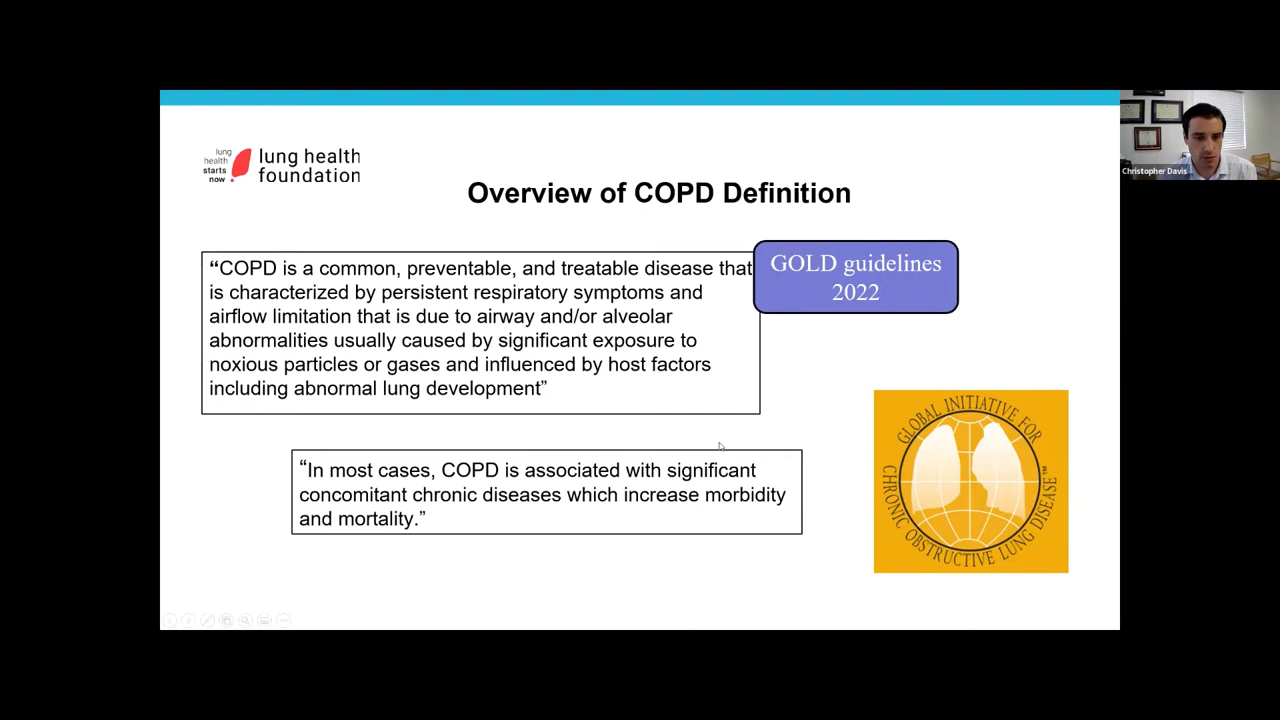 lung
health
starts
now
lung health
foundation
Overview of COPD Definition
“COPD is a common, preventable, and treatable disease that
is characterized by persistent respiratory symptoms and
airflow limitation that is due to airway and/or alveolar
abnormalities usually caused by significant exposure to
noxious particles or gases and influenced by host factors
including abnormal lung development”
GOLD guidelines
2022
“In most cases, COPD is associated with significant
concomitant chronic diseases which increase morbidity
and mortality.”
GLOBAL INITIATIVE FOR
CHRONIC OBSTRUCTIVE LUNG DISEASE™
Christopher Davis